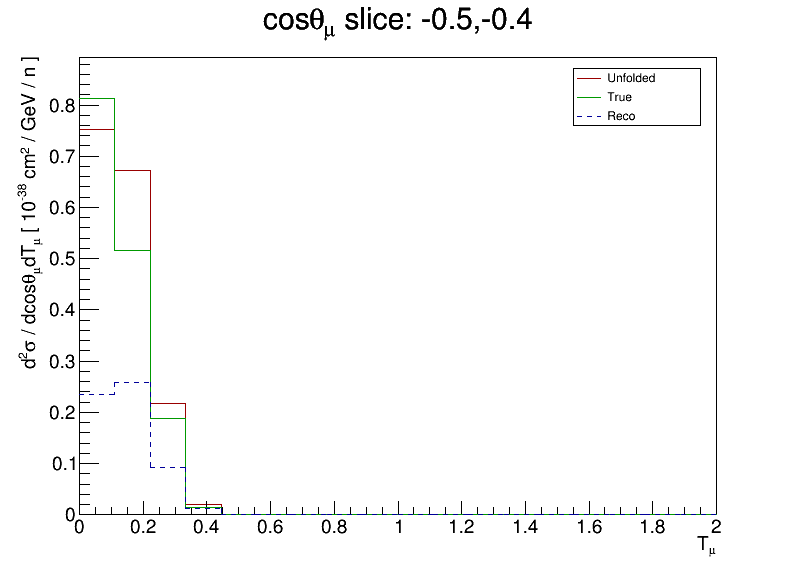 cosθμ slice: -0.5,-0.4
d²σ / dcosθμdTμ [ 10⁻³⁸ cm² / GeV / n ]
Unfolded
True
Reco
0.8
0.7
0.6
0.5
0.4
0.3
0.2
0.1
0
0 0.2 0.4 0.6 0.8 1 1.2 1.4 1.6 1.8 2
Tμ